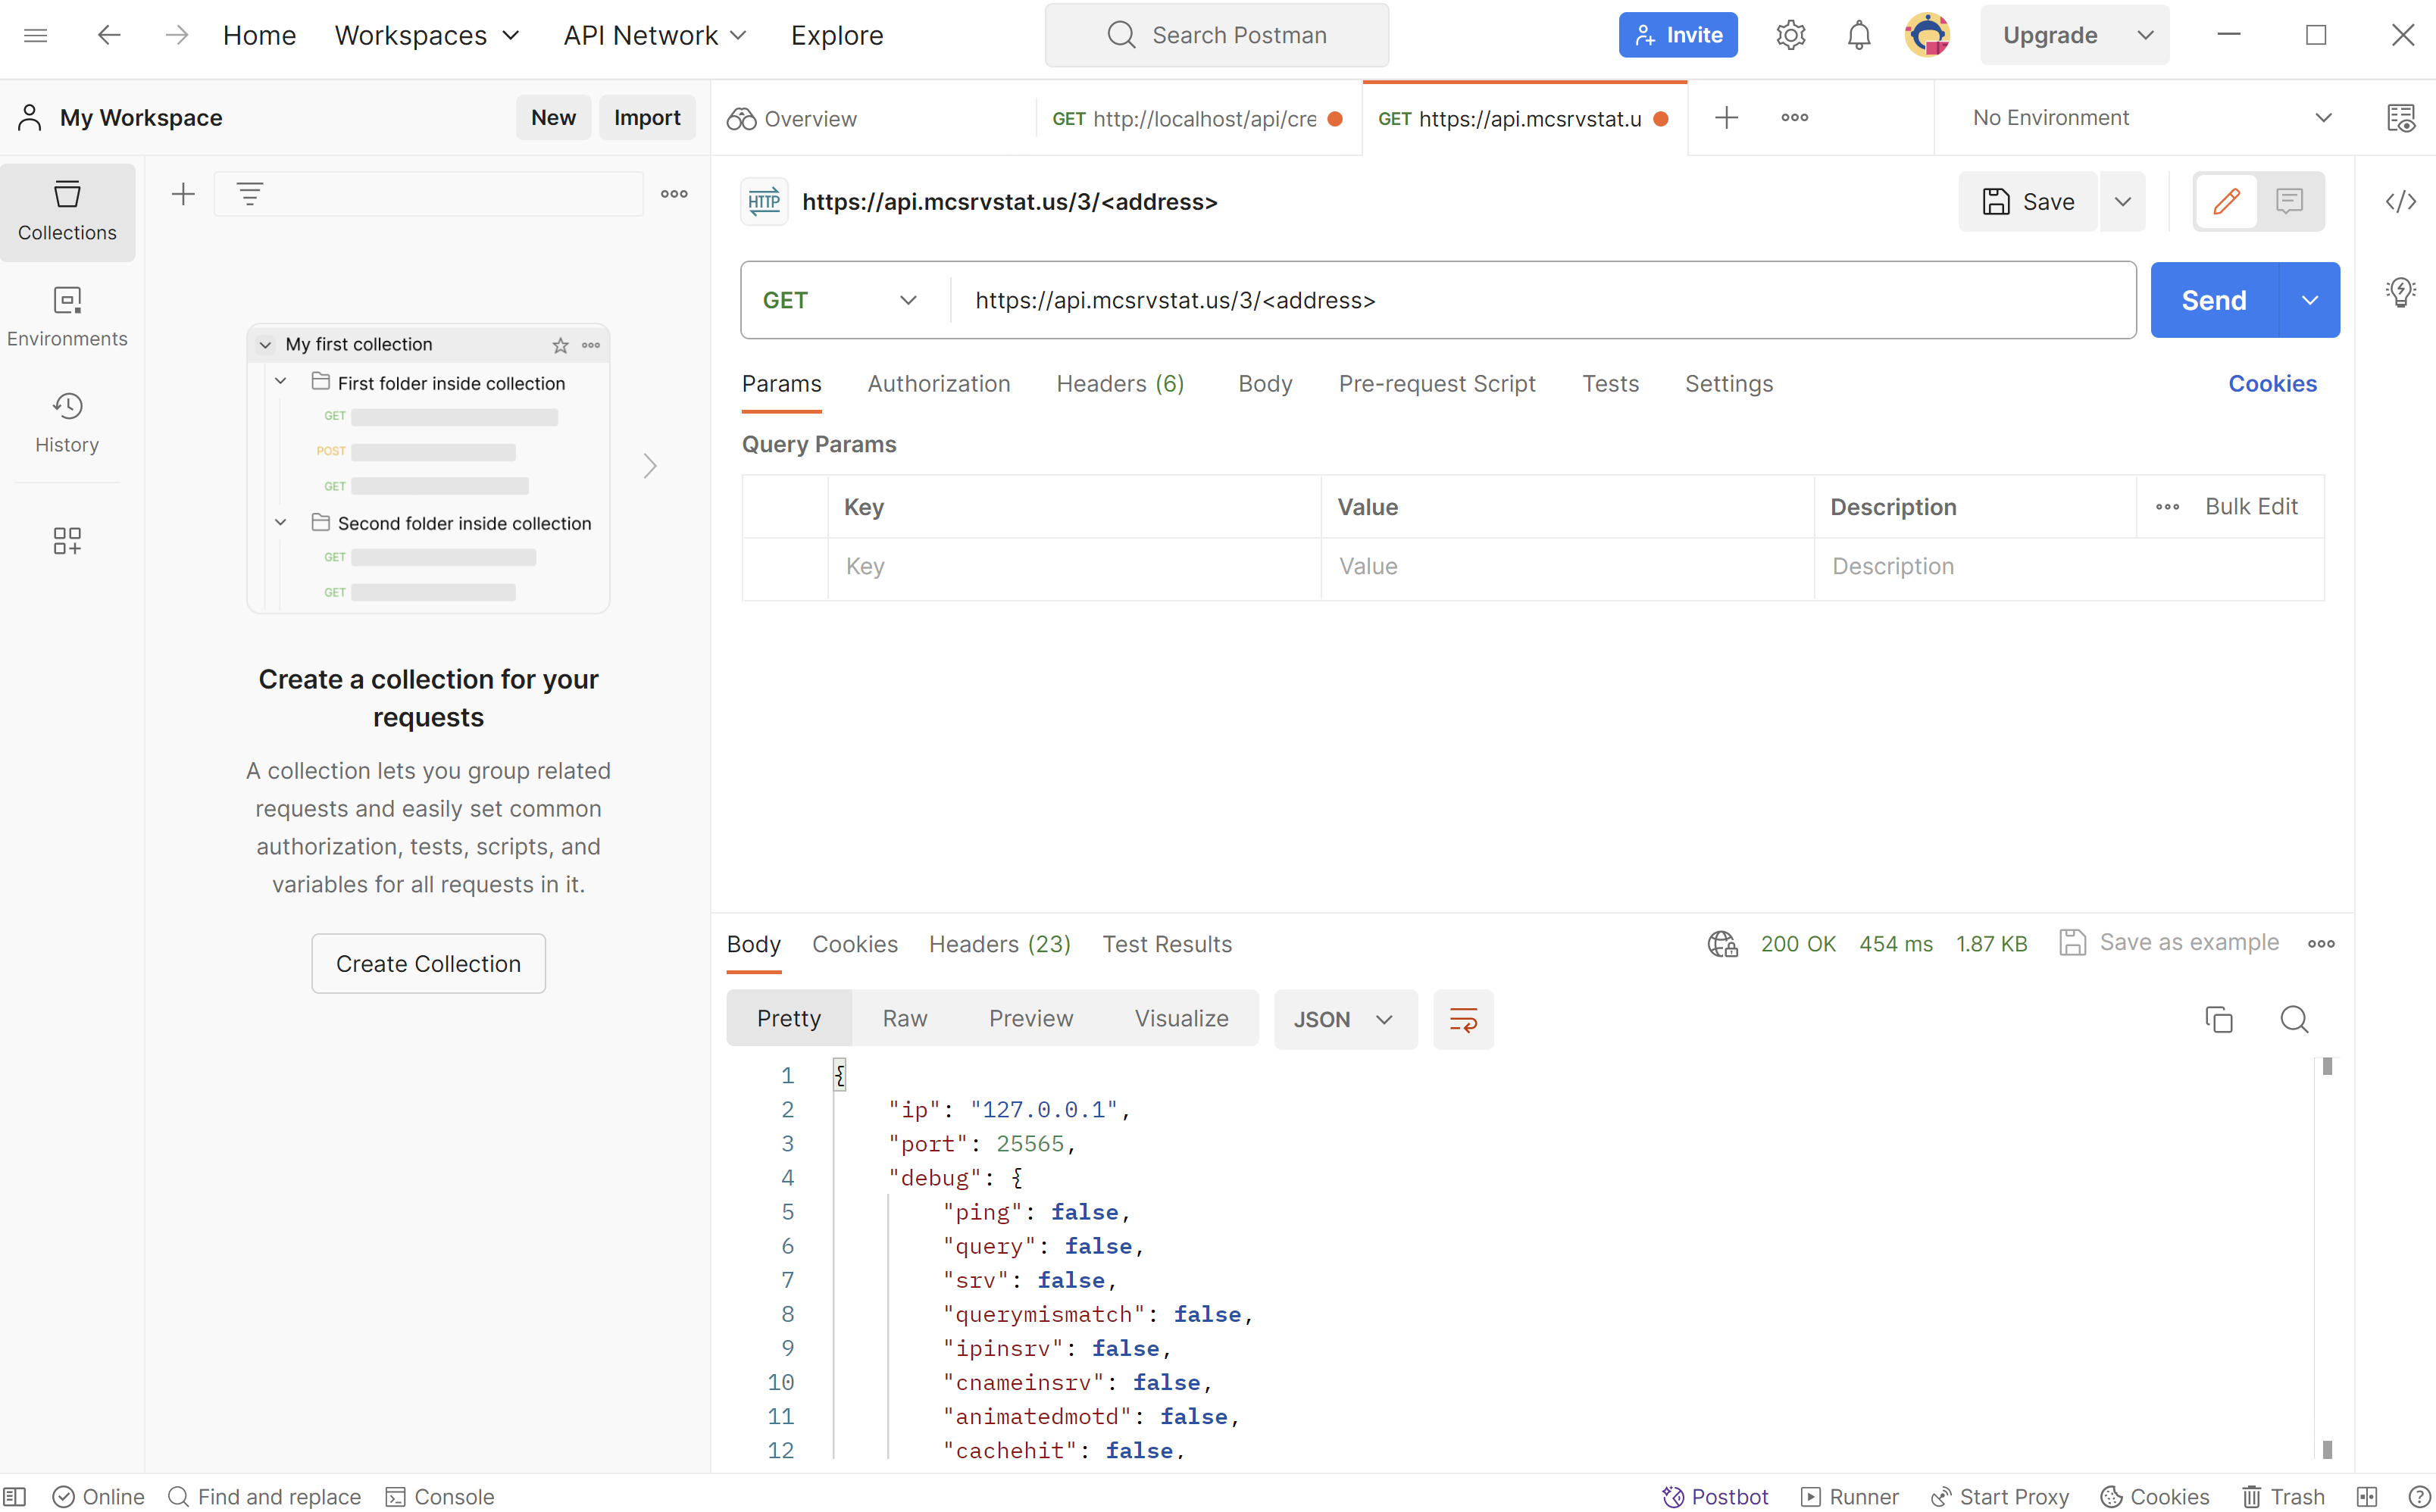 Home Workspaces API Network Explore Search Postman Invite Upgrade
My Workspace New Import Overview GET http://localhost/api/cre GET https://api.mcsrvstat.u No Environment
Collections
Environments
History
My first collection
First folder inside collection
GET
POST
GET
Second folder inside collection
GET
GET
Create a collection for your
requests
A collection lets you group related
requests and easily set common
authorization, tests, scripts, and
variables for all requests in it.
Create Collection
HTTP https://api.mcsrvstat.us/3/<address> Save
GET https://api.mcsrvstat.us/3/<address> Send
Params Authorization Headers (6) Body Pre-request Script Tests Settings Cookies
Query Params
Key Value Description Bulk Edit
Key Value Description
Body Cookies Headers (23) Test Results 200 OK 454 ms 1.87 KB Save as example
Pretty Raw Preview Visualize JSON
1 {
2 "ip": "127.0.0.1",
3 "port": 25565,
4 "debug": {
5 "ping": false,
6 "query": false,
7 "srv": false,
8 "querymismatch": false,
9 "ipinsrv": false,
10 "cnameinsrv": false,
11 "animatedmotd": false,
12 "cachehit": false,
Online Find and replace Console Postbot Runner Start Proxy Cookies Trash